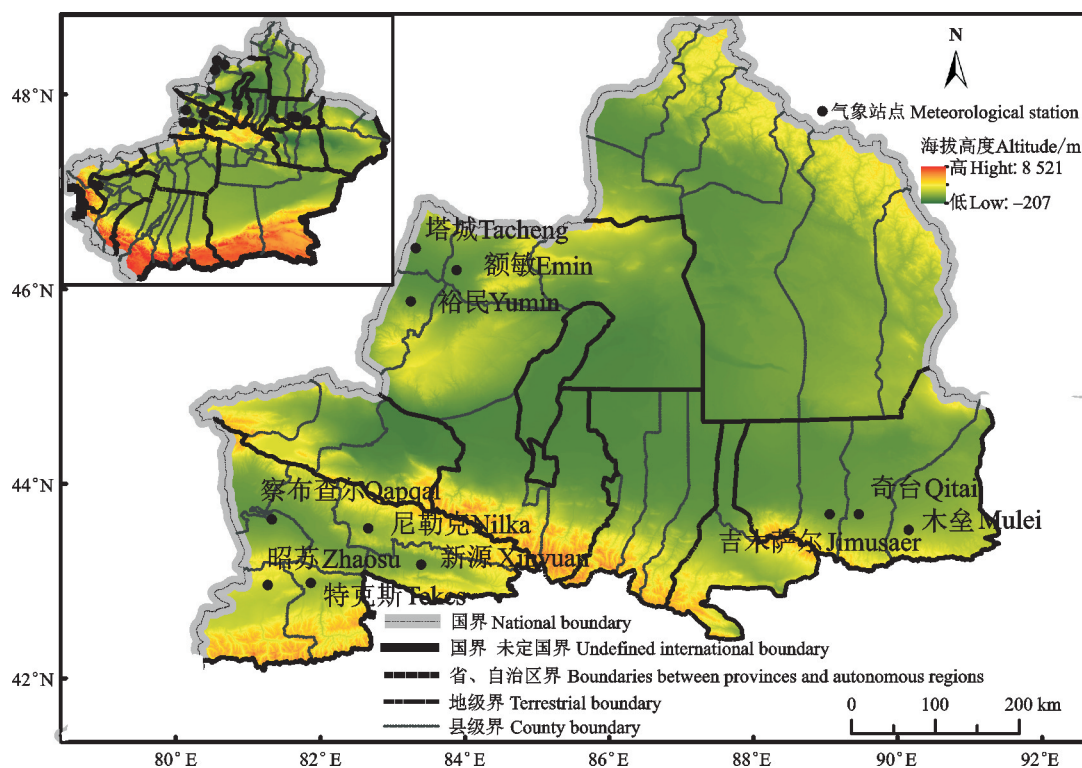 N
48°N
46°N
44°N
42°N
气象站点 Meteorological station
海拔高度Altitude/m
高 Hight: 8 521
低 Low: –207
塔城Tacheng
额敏Emin
裕民Yumin
察布查尔Qapqal
尼勒克Nilka
昭苏Zhaosu
新源 Xinyuan
特克斯Tekes
奇台Qitai
木垒Mulei
吉木萨尔Jimusaer
国界 National boundary
国界 未定国界 Undefined international boundary
省、自治区界 Boundaries between provinces and autonomous regions
地级界 Terrestrial boundary
县级界 County boundary
0 100 200 km
80°E 82°E 84°E 86°E 88°E 90°E 92°E